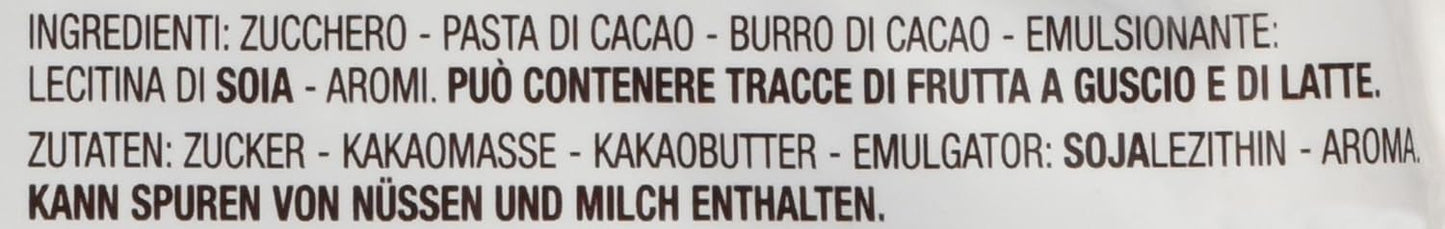 INGREDIENTI: ZUCCHERO - PASTA DI CACAO - BURRO DI CACAO - EMULSIONANTE:
LECITINA DI SOIA - AROMI. PUÒ CONTENERE TRACCE DI FRUTTA A GUSCIO E DI LATTE.
ZUTATEN: ZUCKER - KAKAOMASSE - KAKAOBUTTER - EMULGATOR: SOJALEZITHIN - AROMA.
KANN SPUREN VON NÜSSEN UND MILCH ENTHALTEN.